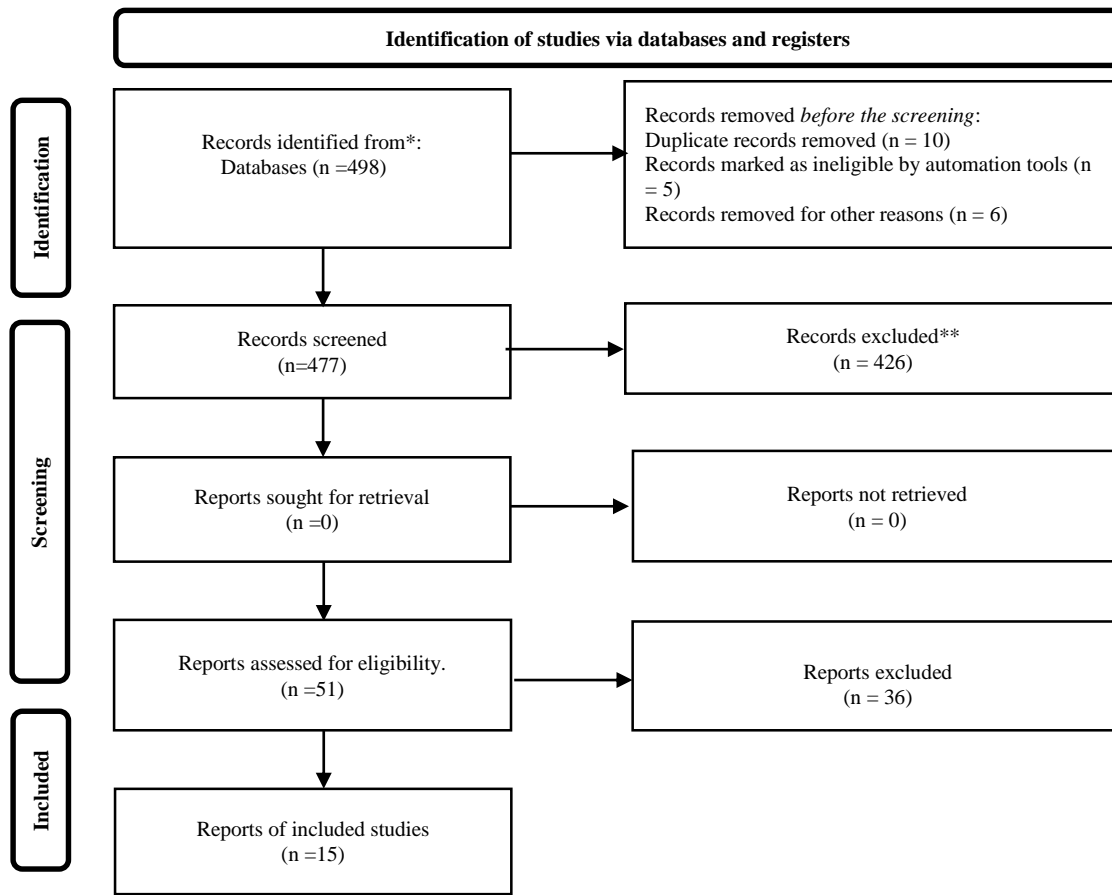 Identification of studies via databases and registers
Identification
Records identified from*:
Databases (n =498)
Records removed before the screening:
Duplicate records removed (n = 10)
Records marked as ineligible by automation tools (n
= 5)
Records removed for other reasons (n = 6)
Screening
Records screened
(n=477)
Records excluded**
(n = 426)
Reports sought for retrieval
(n =0)
Reports not retrieved
(n = 0)
Reports assessed for eligibility.
(n =51)
Reports excluded
(n = 36)
Included
Reports of included studies
(n =15)